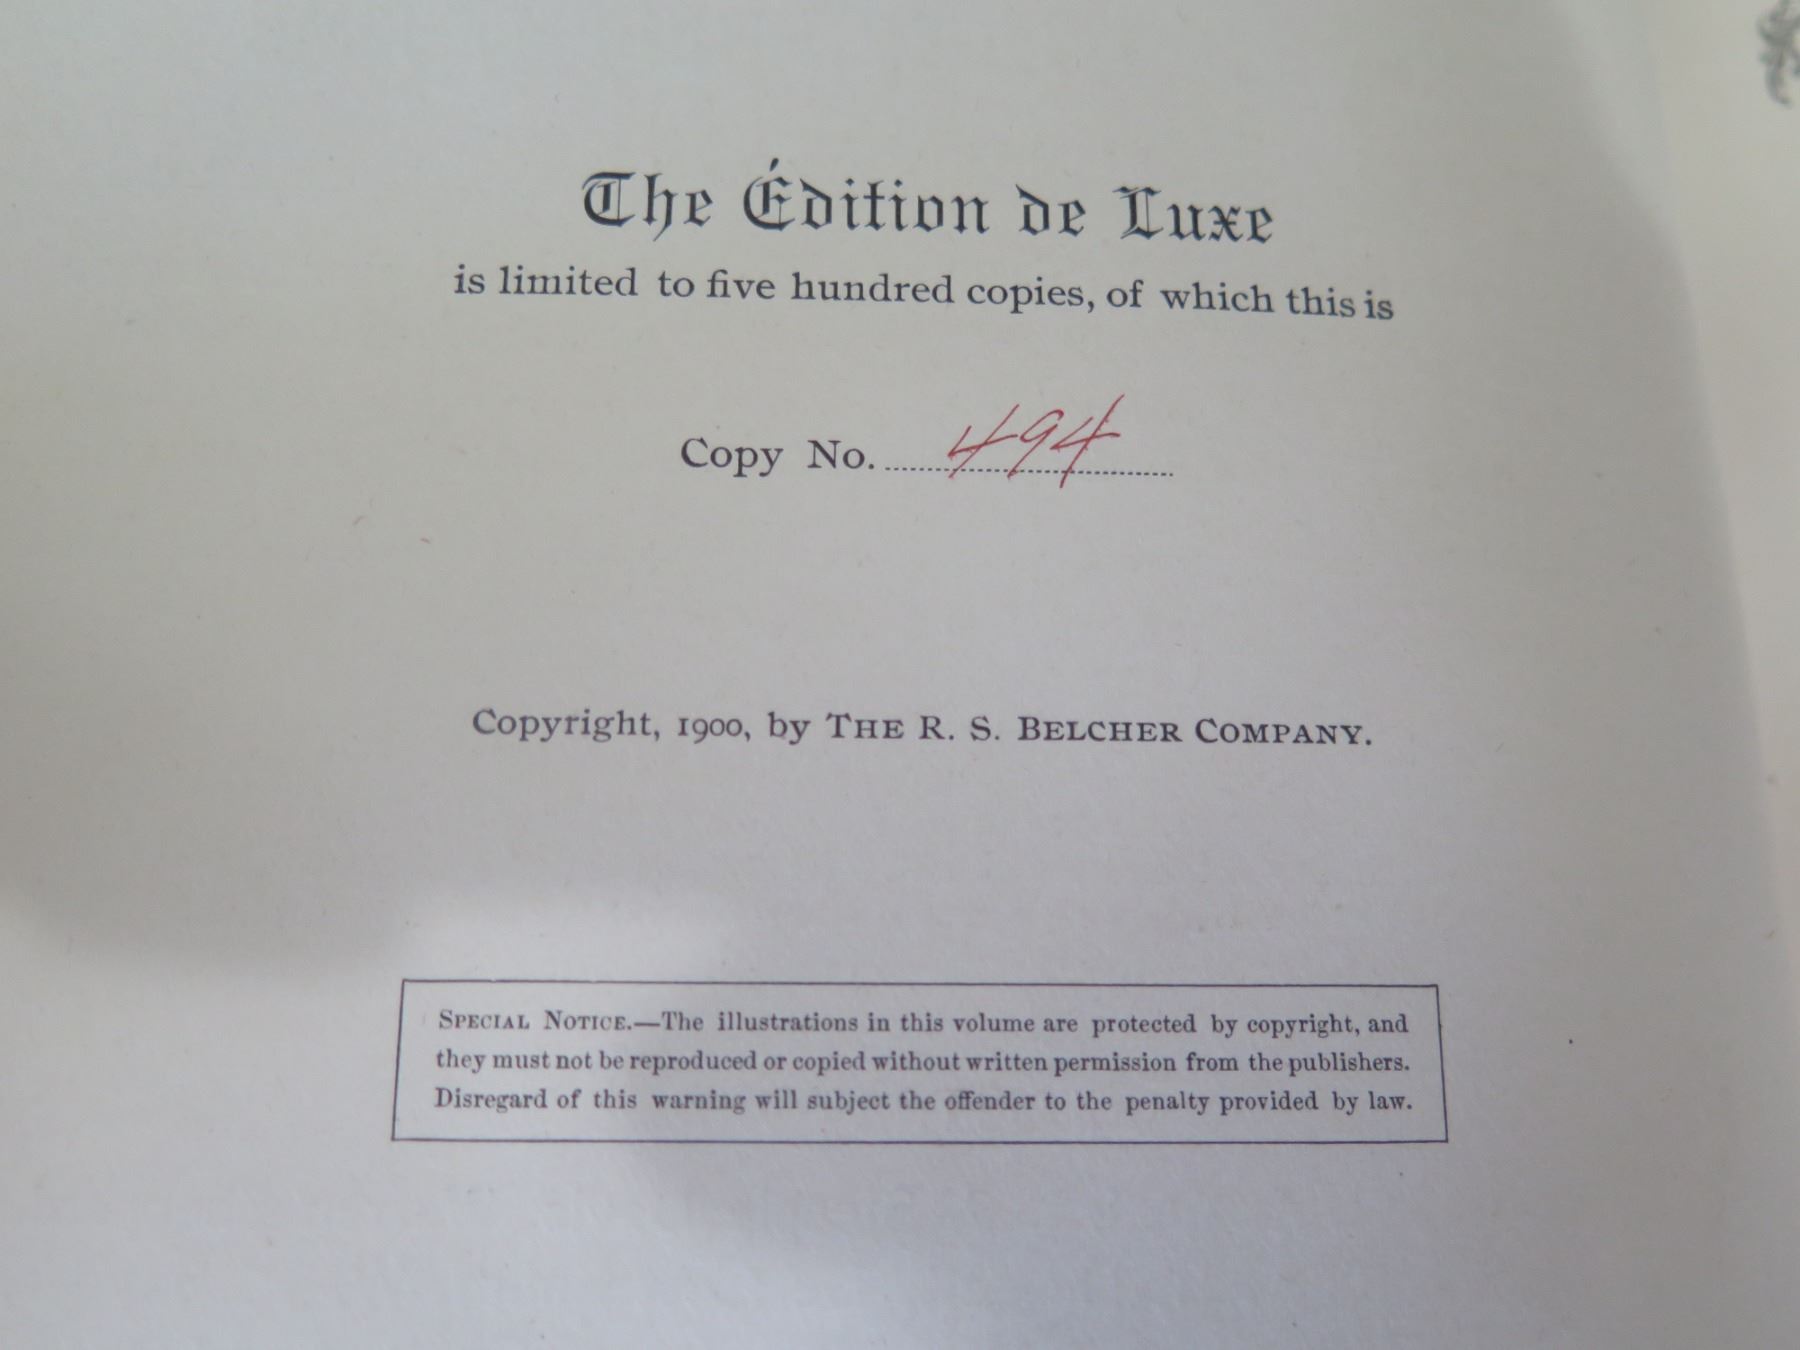 The Édition de Luxe
is limited to five hundred copies, of which this is
Copy No. 494
Copyright, 1900, by THE R. S. BELCHER COMPANY.
SPECIAL NOTICE.—The illustrations in this volume are protected by copyright, and
they must not be reproduced or copied without written permission from the publishers.
Disregard of this warning will subject the offender to the penalty provided by law.